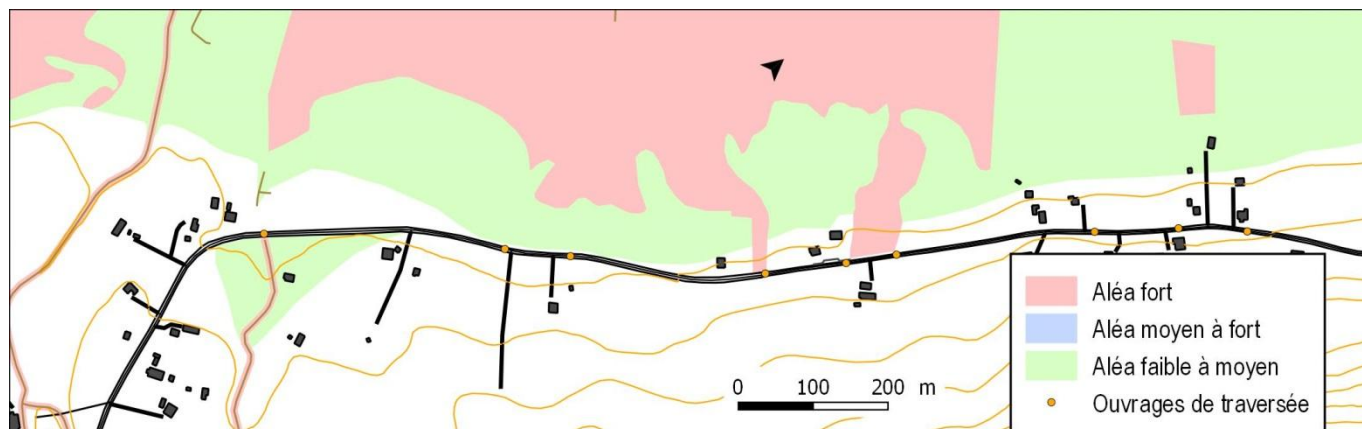 Aléa fort
Aléa moyen à fort
Aléa faible à moyen
Ouvrages de traversée
0 100 200 m